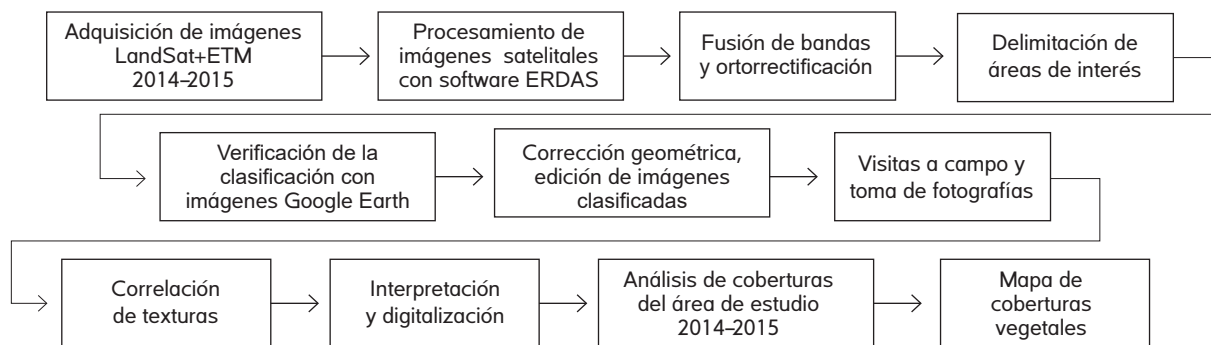 Adquisición de imágenes
LandSat+ETM
2014–2015
Procesamiento de
imágenes satelitales
con software ERDAS
Fusión de bandas
y ortorrectificación
Delimitación de
áreas de interés
Verificación de la
clasificación con
imágenes Google Earth
Corrección geométrica,
edición de imágenes
clasificadas
Visitas a campo y
toma de fotografías
Correlación
de texturas
Interpretación
y digitalización
Análisis de coberturas
del área de estudio
2014–2015
Mapa de
coberturas
vegetales